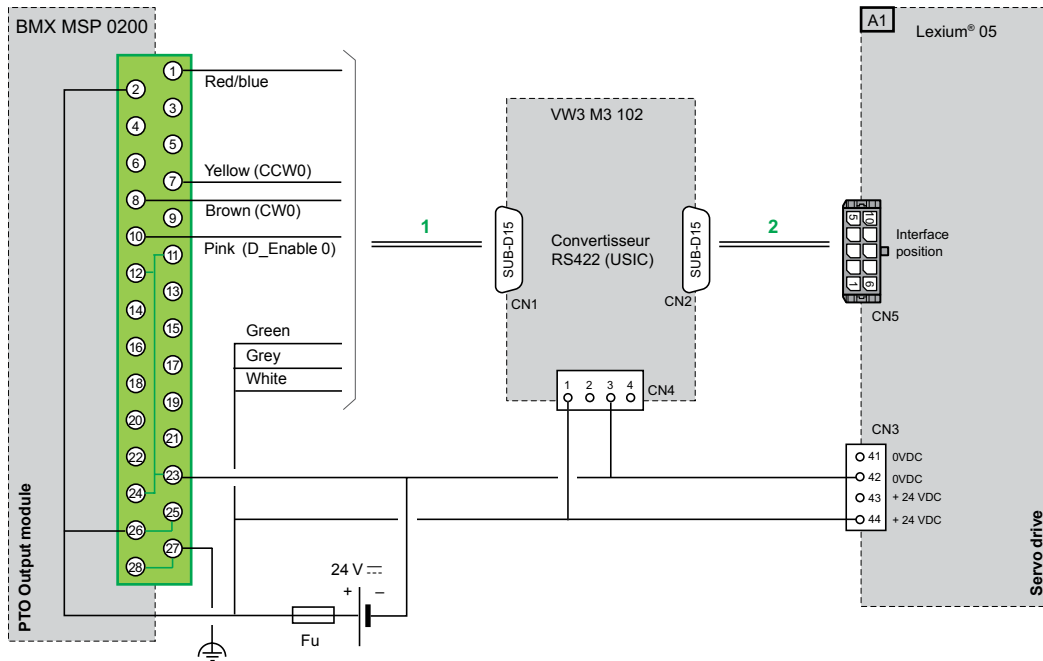 BMX MSP 0200
A1
Lexium® 05
1
Red/blue
2
3
VW3 M3 102
4
5
6
Yellow (CCW0)
7
8
Brown (CW0)
9
10
Pink (D_Enable 0)
11
12
13
14
15
16
17
18
19
20
21
22
23
24
25
26
27
28
1
SUB-D15
CN1
Convertisseur
RS422 (USIC)
SUB-D15
CN2
2
5
10
1
6
Interface
position
CN5
Green
Grey
White
1 2 3 4
CN4
CN3
41 0VDC
42 0VDC
43 + 24 VDC
44 + 24 VDC
PTO Output module
Servo drive
24 V
+ –
Fu